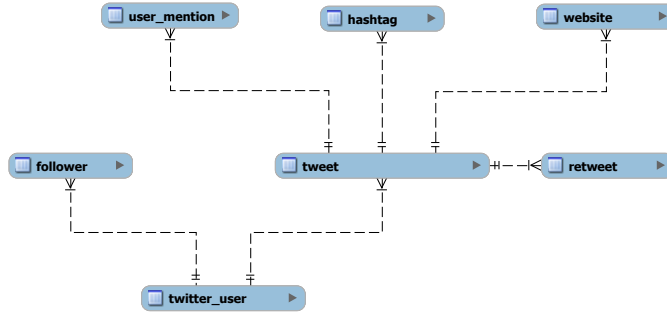 user_mention
hashtag
website
follower
tweet
retweet
twitter_user